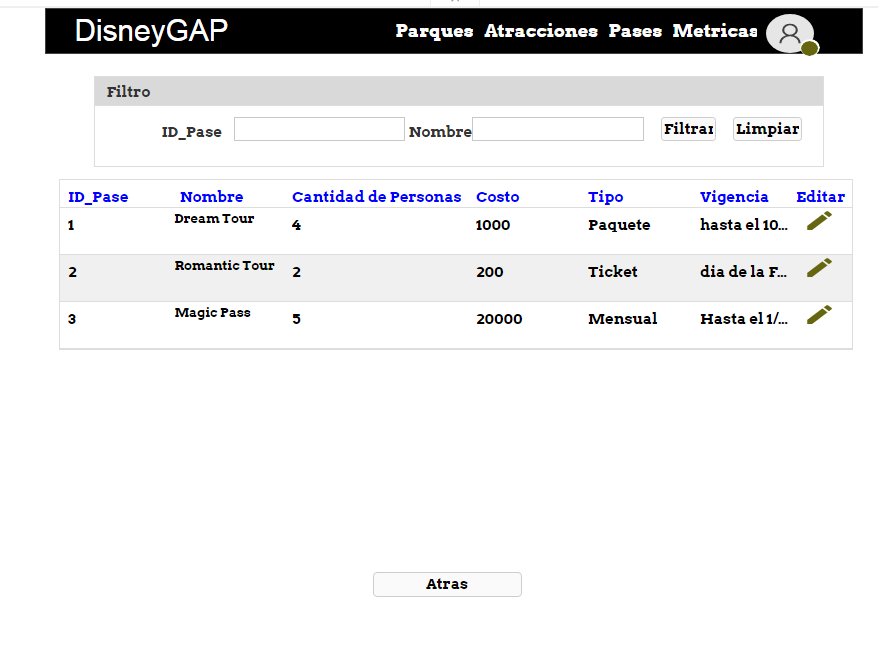 DisneyGAP Parques Atracciones Pases Metricas
Filtro
ID_Pase Nombre Filtrar Limpiar
ID_Pase Nombre Cantidad de Personas Costo Tipo Vigencia Editar
1 Dream Tour 4 1000 Paquete hasta el 10...
2 Romantic Tour 2 200 Ticket dia de la F...
3 Magic Pass 5 20000 Mensual Hasta el 1/...
Atras